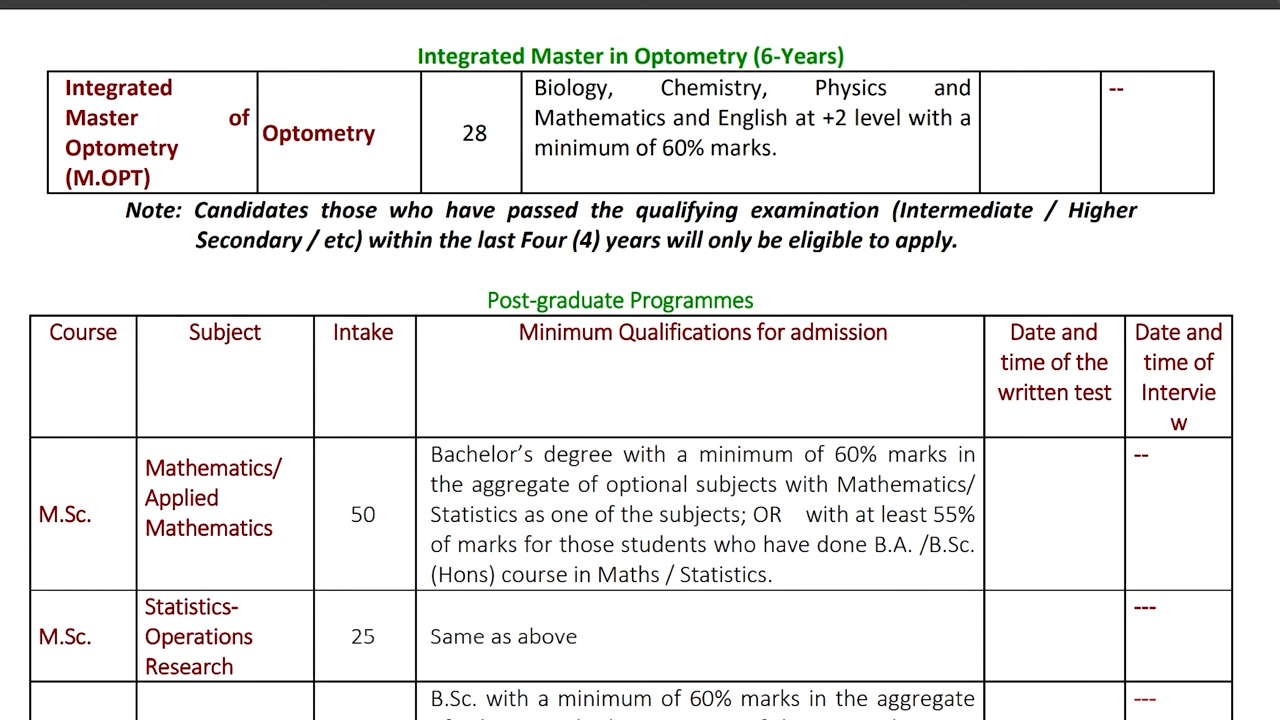 Integrated Master in Optometry (6-Years)
Integrated
Master of
Optometry
(M.OPT)
Optometry
28
Biology, Chemistry, Physics and
Mathematics and English at +2 level with a
minimum of 60% marks.
--
Note: Candidates those who have passed the qualifying examination (Intermediate / Higher
Secondary / etc) within the last Four (4) years will only be eligible to apply.
Post-graduate Programmes
Course
Subject
Intake
Minimum Qualifications for admission
Date and
time of the
written test
Date and
time of
Intervie
w
M.Sc.
Mathematics/
Applied
Mathematics
50
Bachelor’s degree with a minimum of 60% marks in
the aggregate of optional subjects with Mathematics/
Statistics as one of the subjects; OR with at least 55%
of marks for those students who have done B.A. /B.Sc.
(Hons) course in Maths / Statistics.
--
M.Sc.
Statistics-
Operations
Research
25
Same as above
---
B.Sc. with a minimum of 60% marks in the aggregate
---